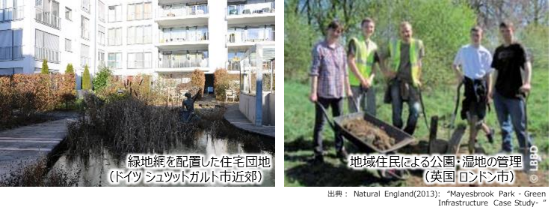 緑地網を配置した住宅団地
（ドイツ シュツットガルト市近郊）
地域住民による公園・湿地の管理
（英国 ロンドン市）
出典： Natural England(2013): “Mayesbrook Park - Green
Infrastructure Case Study- ”